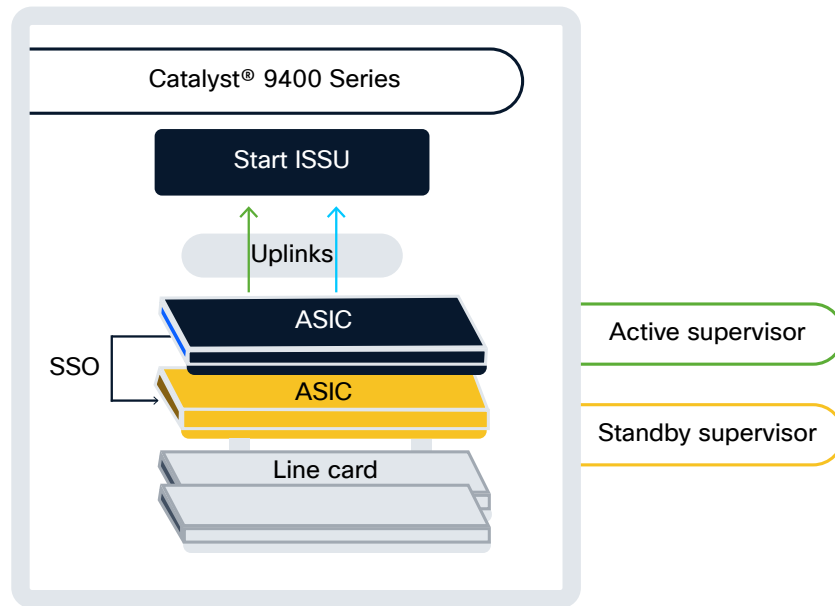 Catalyst® 9400 Series
Start ISSU
Uplinks
ASIC
Active supervisor
SSO
ASIC
Standby supervisor
Line card